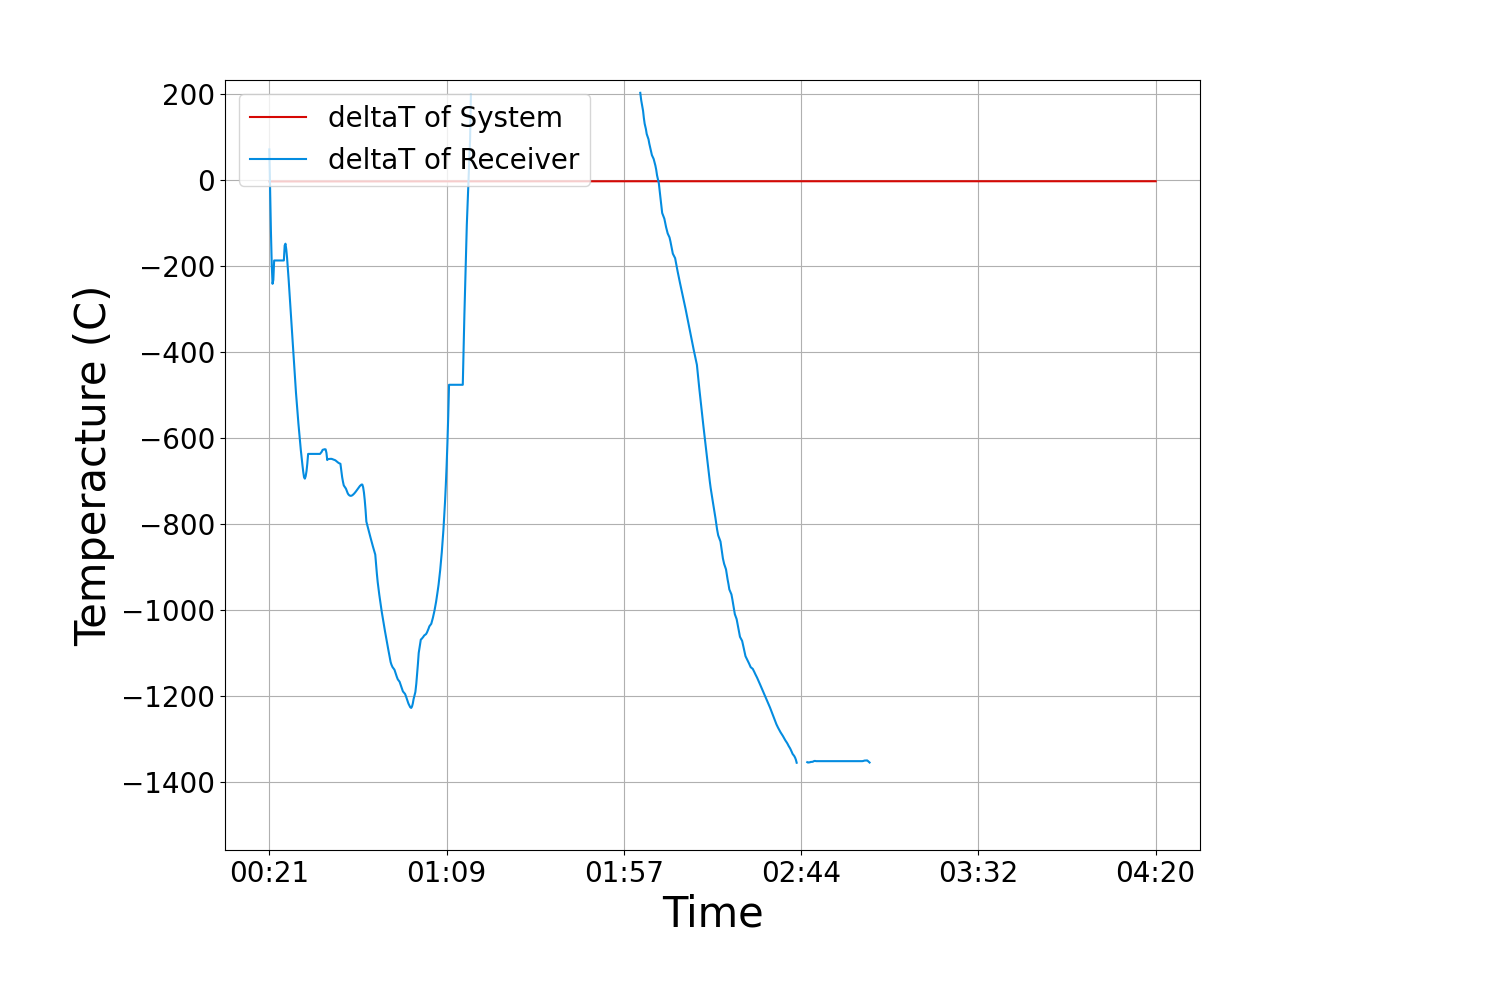 deltaT of System
deltaT of Receiver
200
0
−200
−400
−600
−800
−1000
−1200
−1400
Temperacture (C)
00:21 01:09 01:57 02:44 03:32 04:20
Time